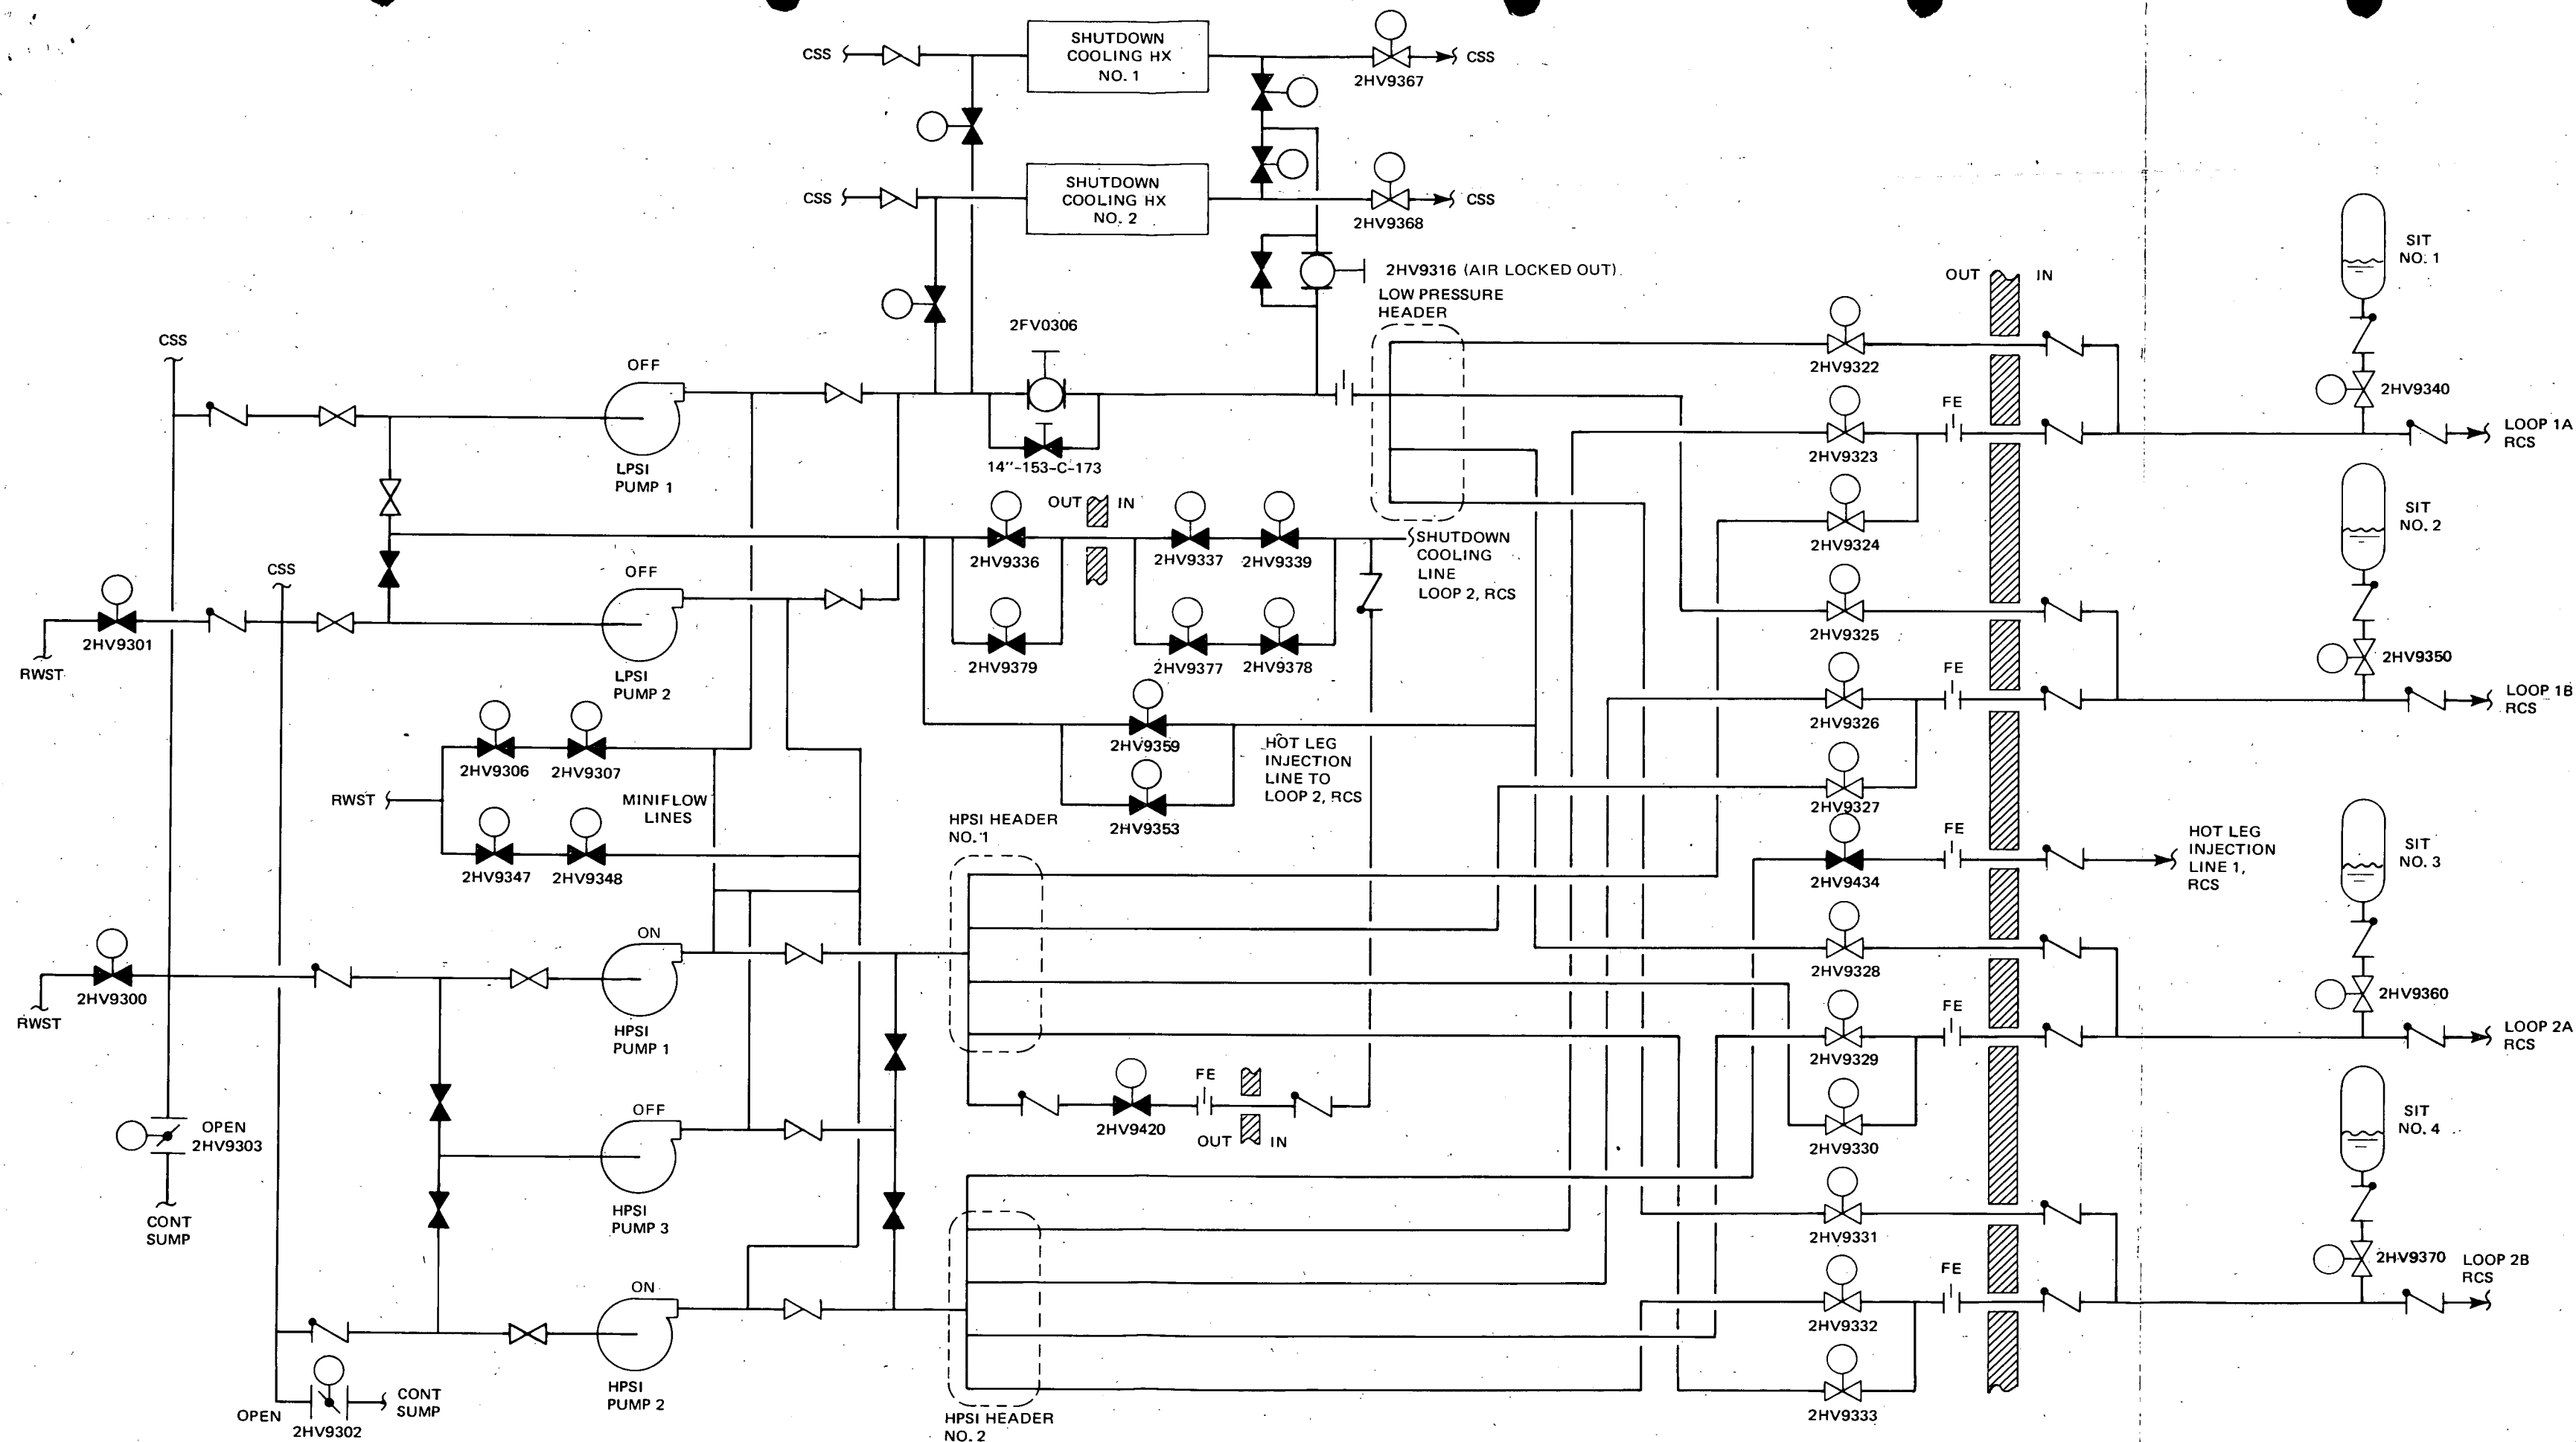 CSS
SHUTDOWN
COOLING HX
NO. 1
2HV9367
CSS
CSS
SHUTDOWN
COOLING HX
NO. 2
2HV9368
CSS
2HV9316 (AIR LOCKED OUT)
LOW PRESSURE
HEADER
2FV0306
14"-153-C-173
CSS
OFF
LPSI
PUMP 1
CSS
OFF
LPSI
PUMP 2
2HV9301
RWST
OUT
IN
2HV9336
2HV9337
2HV9339
2HV9379
2HV9377
2HV9378
SHUTDOWN
COOLING
LINE
LOOP 2, RCS
2HV9359
2HV9353
HOT LEG
INJECTION
LINE TO
LOOP 2, RCS
2HV9306
2HV9307
RWST
MINIFLOW
LINES
2HV9347
2HV9348
HPSI HEADER
NO. 1
2HV9300
RWST
ON
HPSI
PUMP 1
OFF
HPSI
PUMP 3
ON
HPSI
PUMP 2
OPEN
2HV9303
CONT
SUMP
OPEN
2HV9302
CONT
SUMP
2HV9420
FE
OUT
IN
HPSI HEADER
NO. 2
OUT
IN
2HV9322
2HV9323
FE
2HV9324
2HV9325
2HV9326
FE
2HV9327
2HV9434
FE
HOT LEG
INJECTION
LINE 1,
RCS
2HV9328
2HV9329
FE
2HV9330
2HV9331
2HV9332
FE
2HV9333
SIT
NO. 1
2HV9340
LOOP 1A
RCS
SIT
NO. 2
2HV9350
LOOP 1B
RCS
SIT
NO. 3
2HV9360
LOOP 2A
RCS
SIT
NO. 4
2HV9370
LOOP 2B
RCS